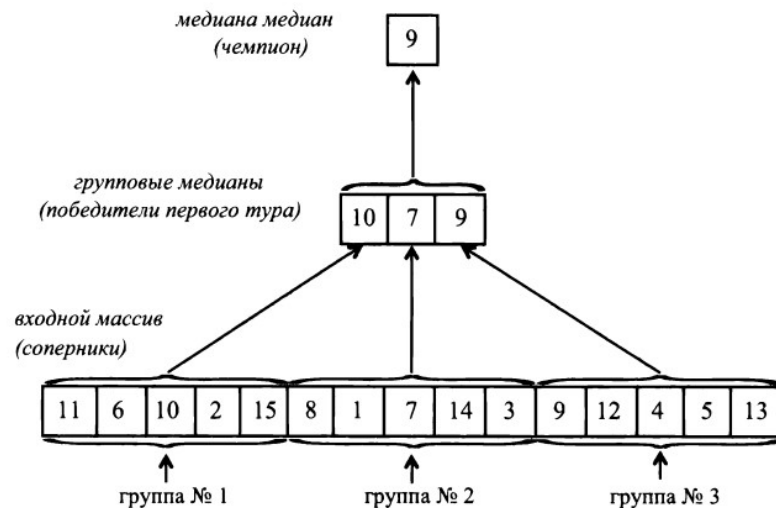 медиана медиан
(чемпион)
9
групповые медианы
(победители первого тура)
10 7 9
входной массив
(соперники)
11 6 10 2 15 8 1 7 14 3 9 12 4 5 13
группа № 1 группа № 2 группа № 3